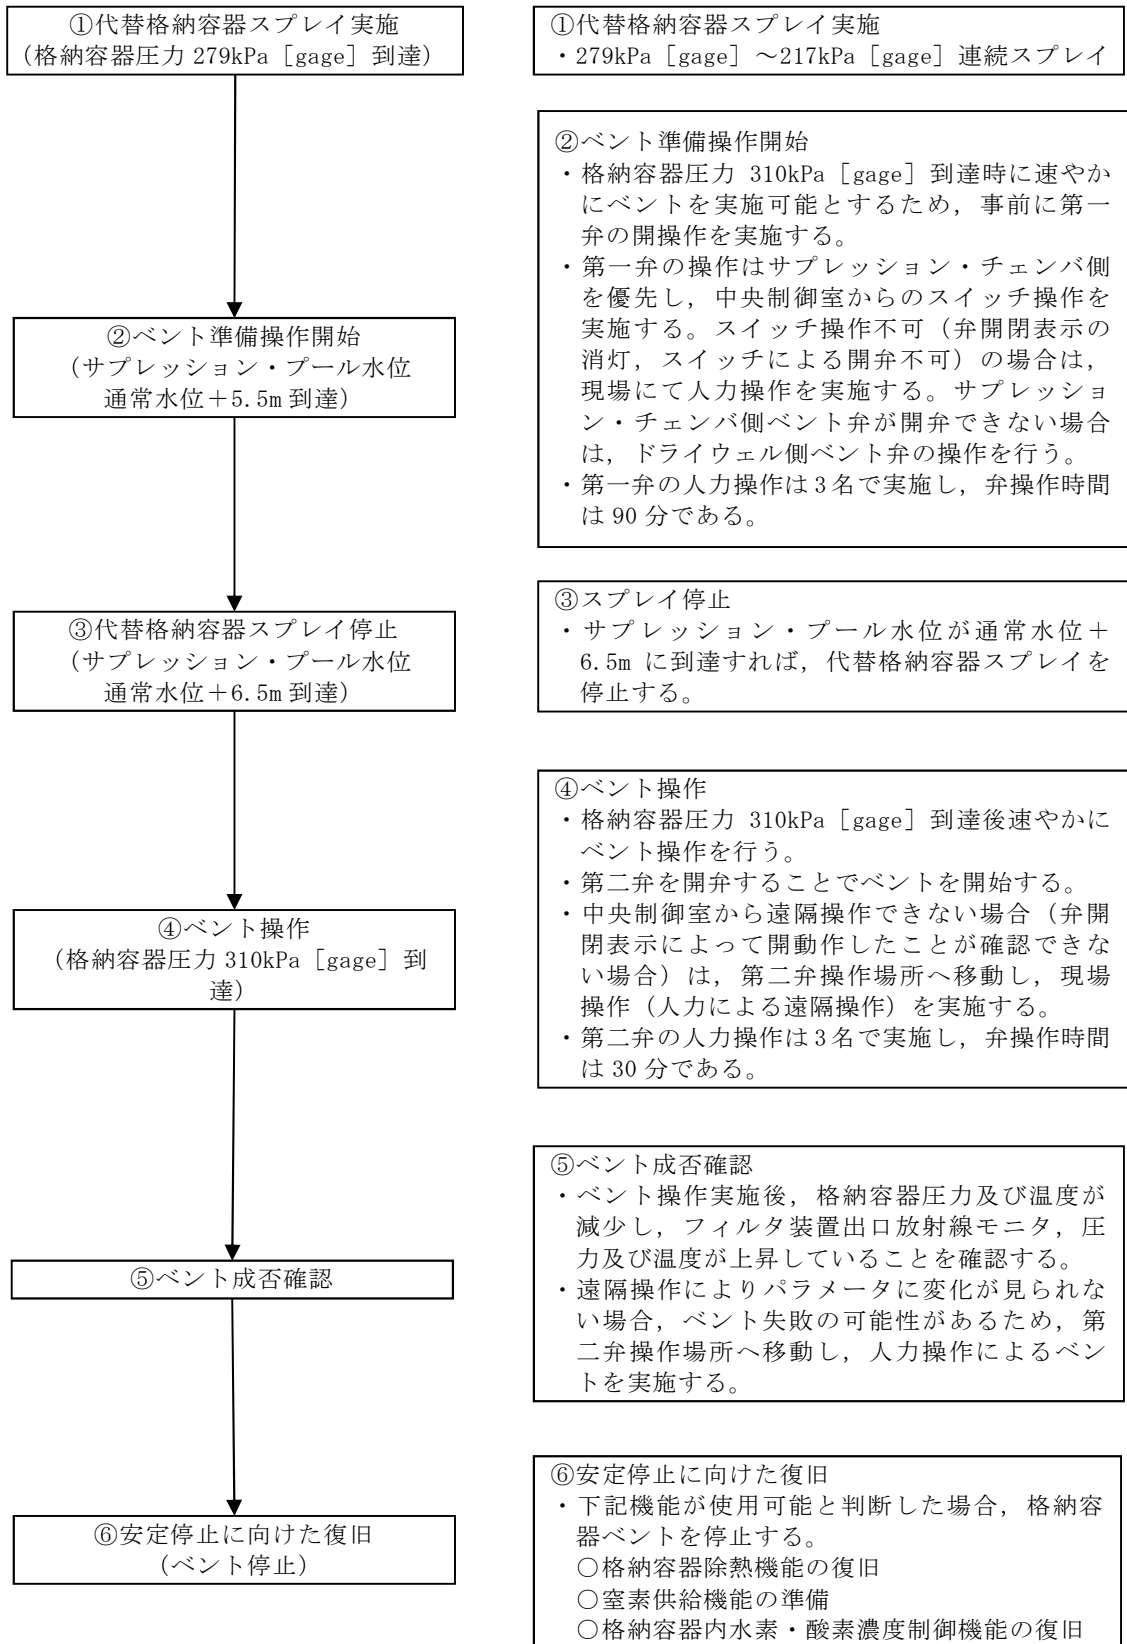 ①代替格納容器スプレイ実施
(格納容器圧力 279kPa［gage］到達)
①代替格納容器スプレイ実施
・279kPa［gage］～217kPa［gage］連続スプレイ
②ベント準備操作開始
・格納容器圧力 310kPa［gage］到達時に速やか
にベントを実施可能とするため，事前に第一
弁の開操作を実施する。
・第一弁の操作はサプレッション・チェンバ側
を優先し，中央制御室からのスイッチ操作を
実施する。スイッチ操作不可（弁開閉表示の
消灯，スイッチによる開弁不可）の場合は，
現場にて人力操作を実施する。サプレッショ
ン・チェンバ側ベント弁が開弁できない場合
は，ドライウェル側ベント弁の操作を行う。
・第一弁の人力操作は3名で実施し，弁操作時間
は 90 分である。
②ベント準備操作開始
（サプレッション・プール水位
通常水位＋5.5m 到達）
③代替格納容器スプレイ停止
（サプレッション・プール水位
通常水位＋6.5m 到達）
③スプレイ停止
・サプレッション・プール水位が通常水位＋
6.5m に到達すれば，代替格納容器スプレイを
停止する。
④ベント操作
（格納容器圧力 310kPa［gage］到
達）
④ベント操作
・格納容器圧力 310kPa［gage］到達後速やかに
ベント操作を行う。
・第二弁を開弁することでベントを開始する。
・中央制御室から遠隔操作できない場合（弁開
閉表示によって開動作したことが確認できな
い場合）は，第二弁操作場所へ移動し，現場
操作（人力による遠隔操作）を実施する。
・第二弁の人力操作は3名で実施し，弁操作時間
は 30 分である。
⑤ベント成否確認
⑤ベント成否確認
・ベント操作実施後，格納容器圧力及び温度が
減少し，フィルタ装置出口放射線モニタ，圧
力及び温度が上昇していることを確認する。
・遠隔操作によりパラメータに変化が見られな
い場合，ベント失敗の可能性があるため，第
二弁操作場所へ移動し，人力操作によるベン
トを実施する。
⑥安定停止に向けた復旧
（ベント停止）
⑥安定停止に向けた復旧
・下記機能が使用可能と判断した場合，格納容
器ベントを停止する。
○格納容器除熱機能の復旧
○窒素供給機能の準備
○格納容器内水素・酸素濃度制御機能の復旧